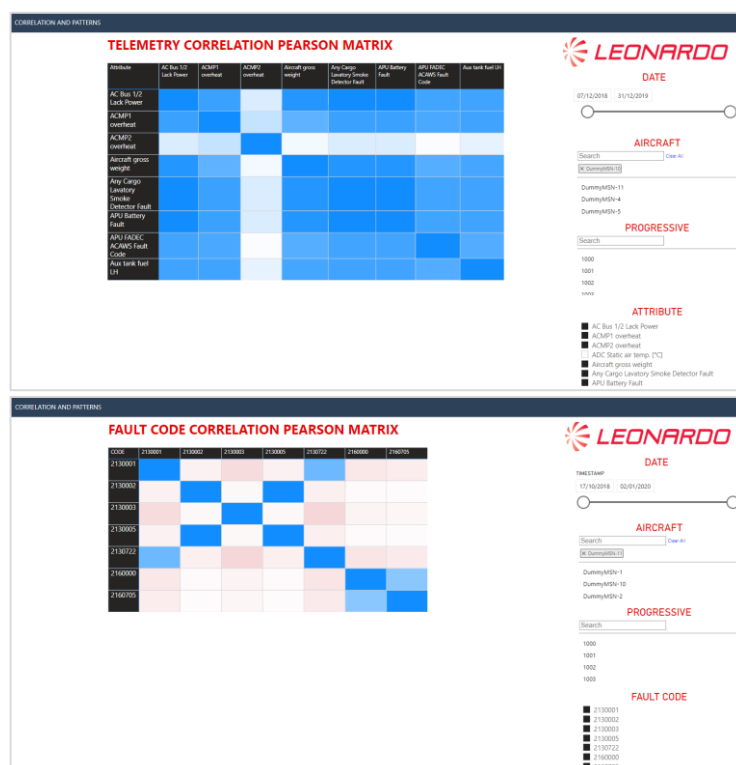 CORRELATION AND PATTERNS
TELEMETRY CORRELATION PEARSON MATRIX
LEONARDO
Attribute
AC Bus 1/2 Lack Power
ACMP1 overheat
ACMP2 overheat
Aircraft gross weight
Any Cargo Lavatory Smoke Detector Fault
APU Battery Fault
APU FADEC ACAWS Fault Code
Aux tank fuel LH
AC Bus 1/2
Lack Power
ACMP1
overheat
ACMP2
overheat
Aircraft gross
weight
Any Cargo
Lavatory
Smoke
Detector Fault
APU Battery
Fault
APU FADEC
ACAWS Fault
Code
Aux tank fuel
LH
DATE
07/12/2018 31/12/2019
AIRCRAFT
Search Clear All
× DummyMSN-10
DummyMSN-11
DummyMSN-4
DummyMSN-5
PROGRESSIVE
Search
1000
1001
1002
ATTRIBUTE
AC Bus 1/2 Lack Power
ACMP1 overheat
ACMP2 overheat
ADC Static air temp. [°C]
Aircraft gross weight
Any Cargo Lavatory Smoke Detector Fault
APU Battery Fault
CORRELATION AND PATTERNS
FAULT CODE CORRELATION PEARSON MATRIX
LEONARDO
CODE 2130001 2130002 2130003 2130005 2130722 2160000 2160705
2130001
2130002
2130003
2130005
2130722
2160000
2160705
DATE
TIMESTAMP
17/10/2018 02/01/2020
AIRCRAFT
Search Clear All
× DummyMSN-11
DummyMSN-1
DummyMSN-10
DummyMSN-2
PROGRESSIVE
Search
1000
1001
1002
1003
FAULT CODE
2130001
2130002
2130003
2130005
2130722
2160000